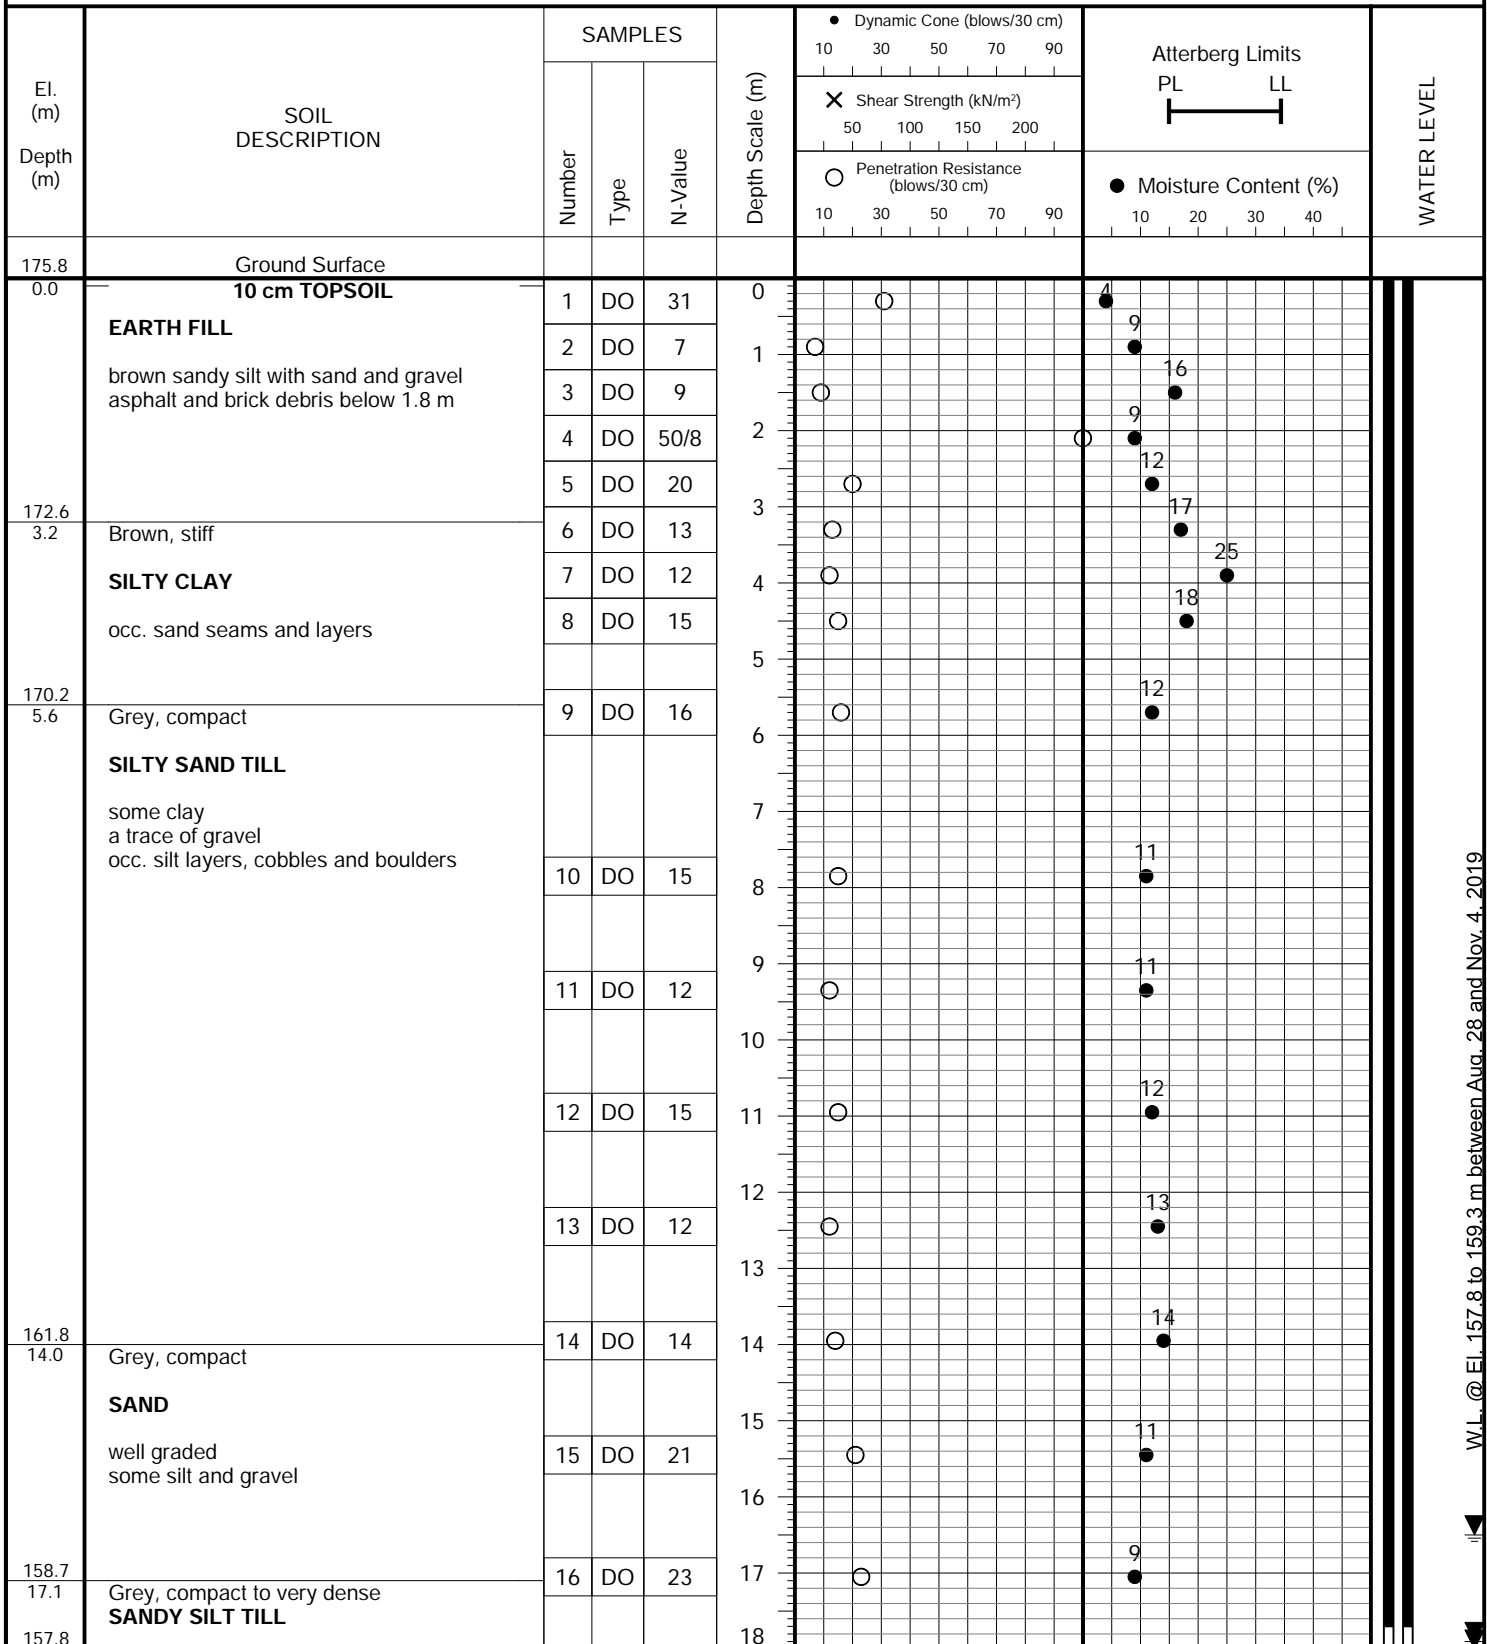 El.
(m)
Depth
(m)
SOIL
DESCRIPTION
SAMPLES
Number
Type
N-Value
Depth Scale (m)
Dynamic Cone (blows/30 cm)
10 30 50 70 90
Shear Strength (kN/m²)
50 100 150 200
Penetration Resistance
(blows/30 cm)
10 30 50 70 90
Atterberg Limits
PL LL
Moisture Content (%)
10 20 30 40
WATER LEVEL
175.8 Ground Surface
0.0 10 cm TOPSOIL
EARTH FILL
brown sandy silt with sand and gravel
asphalt and brick debris below 1.8 m
172.6
3.2 Brown, stiff
SILTY CLAY
occ. sand seams and layers
170.2
5.6 Grey, compact
SILTY SAND TILL
some clay
a trace of gravel
occ. silt layers, cobbles and boulders
161.8
14.0 Grey, compact
SAND
well graded
some silt and gravel
158.7
17.1 Grey, compact to very dense
SANDY SILT TILL
157.8
1 DO 31
2 DO 7
3 DO 9
4 DO 50/8
5 DO 20
6 DO 13
7 DO 12
8 DO 15
9 DO 16
10 DO 15
11 DO 12
12 DO 15
13 DO 12
14 DO 14
15 DO 21
16 DO 23
0
1
2
3
4
5
6
7
8
9
10
11
12
13
14
15
16
17
18
4
9
16
9
12
17
25
18
12
11
11
12
13
14
11
9
W.L. @ El. 157.8 to 159.3 m between Aug. 28 and Nov. 4, 2019